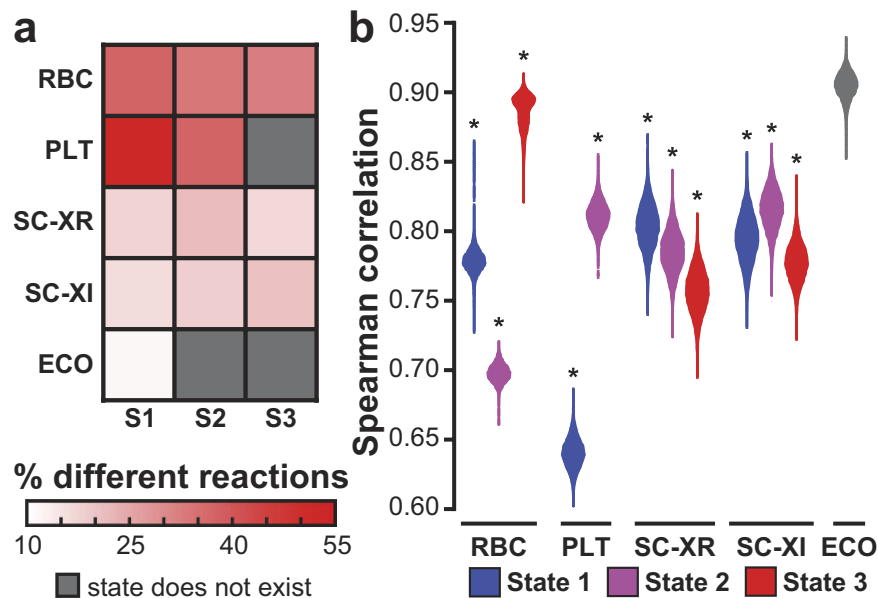 a
RBC
PLT
SC-XR
SC-XI
ECO
S1 S2 S3
% different reactions
10 25 40 55
state does not exist
b
Spearman correlation
0.95
0.90
0.85
0.80
0.75
0.70
0.65
0.60
* * * * * * * * * * *
RBC PLT SC-XR SC-XI ECO
State 1 State 2 State 3